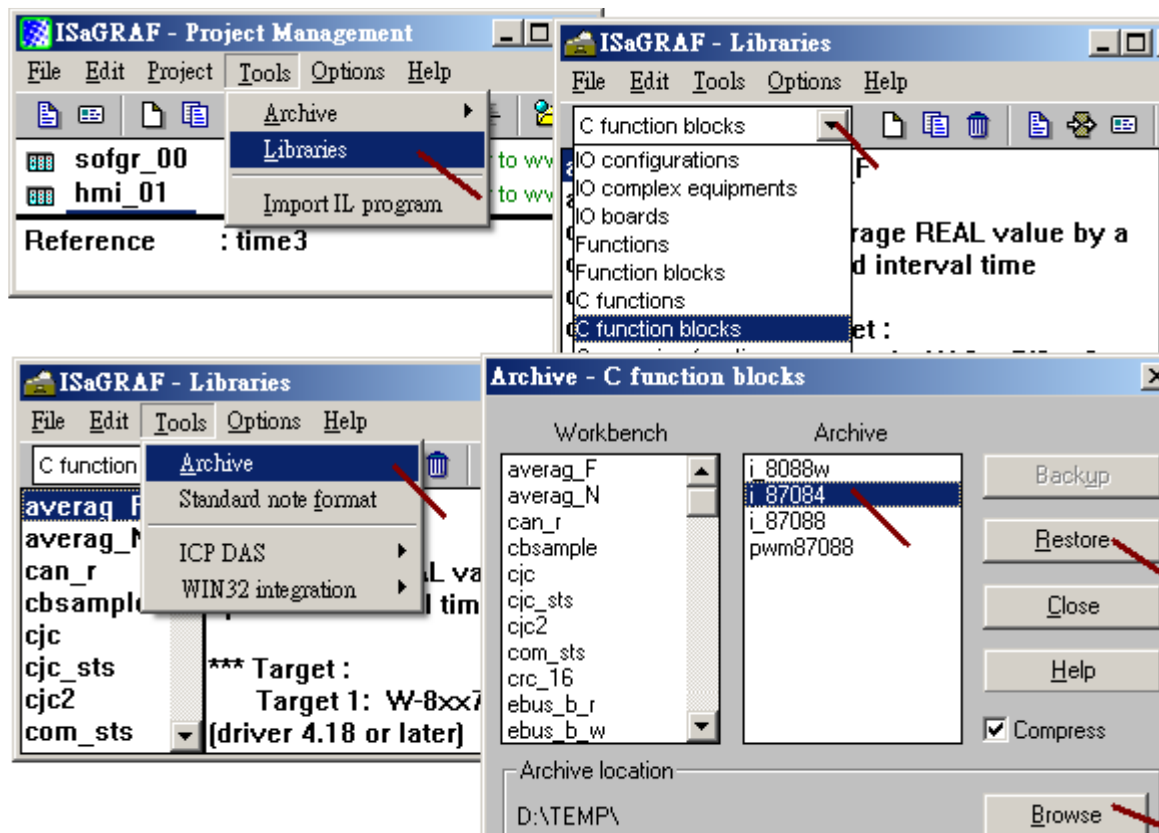 ISaGRAF - Project Management
File Edit Project Tools Options Help
Archive
Libraries
Import IL program
sofgr_00
hmi_01
to
to
Reference : time3
ISaGRAF - Libraries
File Edit Tools Options Help
C function blocks
IO configurations
IO complex equipments
IO boards
Functions
Function blocks
C functions
C function blocks
rage REAL value by a
d interval time
et :
ISaGRAF - Libraries
File Edit Tools Options Help
C function
Archive
Standard note format
ICP DAS
WIN32 integration
averag_N
can_r
cbsample
cjc
cjc_sts
cjc2
com_sts
*** Target :
Target 1: W-8xx7
(driver 4.18 or later)
Archive - C function blocks
Workbench
averag_F
averag_N
can_r
cbsample
cjc
cjc_sts
cjc2
com_sts
crc_16
ebus_b_r
ebus_b_w
Archive
i_8088w
i_87084
i_87088
pwm87088
Backup
Restore
Close
Help
Compress
Archive location
D:\TEMP\
Browse